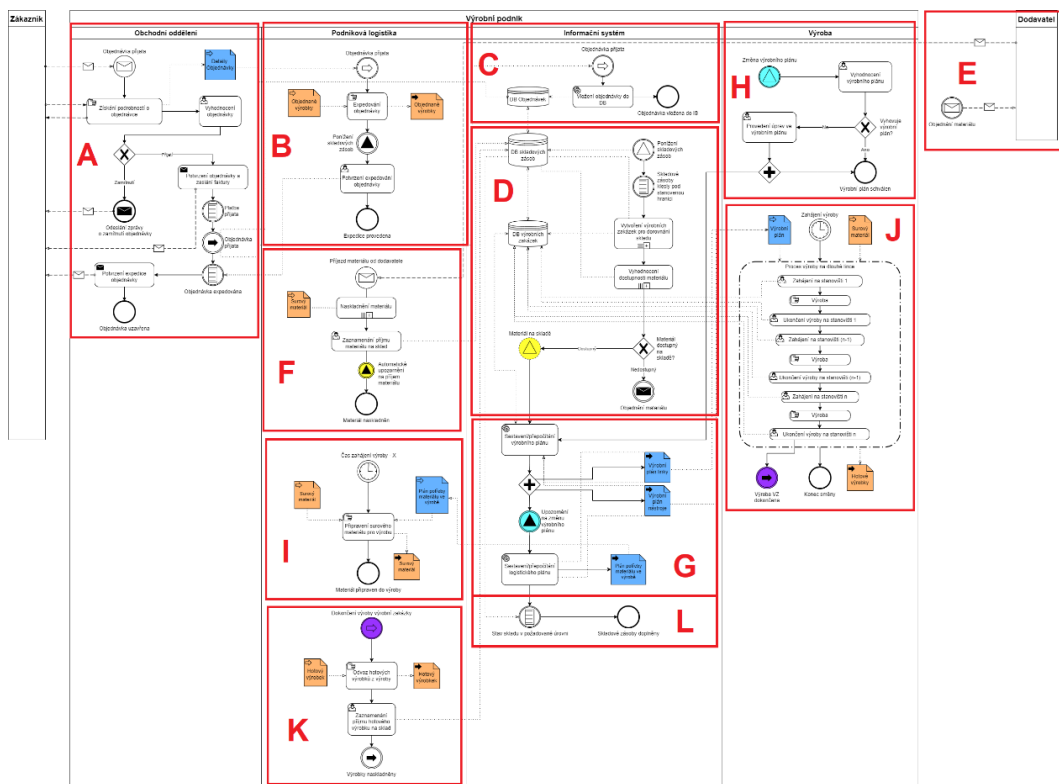 Zákazník
Výrobní podnik
Dodavatel
Obchodní oddělení
Podniková logistika
Informační systém
Výroba
A
Objednávka přijata
Detaily
Objednávky
Získání podrobností o
objednávce
Vyhodnocení
objednávky
Přijetí
Zamítnutí
Potvrzení objednávky a
zaslání faktury
Platba
přijata
Odeslání zprávy
o zamítnutí objednávky
Objednávka
přijata
Potvrzení expedice
objednávky
Objednávka expedována
Objednávka uzavřena
B
Objednávka přijata
Objednané
výrobky
Expedování
objednávky
Objednané
výrobky
Ponížení
skladových
zásob
Potvrzení expedování
objednávky
Expedice provedena
C
Objednávka přijata
DB Objednávek
Vložení objednávky do
DB
Objednávka vložena do IS
D
DB skladových
zásob
Ponížení
skladových
zásob
Skladové
zásoby
klesly pod
stanovenou
hranici
DB výrobních
zakázek
Vytvoření výrobních
zakázek pro dorovnání
skladu
Vyhodnocení
dostupnosti materiálu
Materiál na skladě
Dostupný
Materiál
dostupný
na
skladě?
Nedostupný
Objednání materiálu
E
Objednání materiálu
F
Příjezd materiálu od dodavatele
Surový
materiál
Naskladnění materiálu
Zaznamenání příjmu
materiálu na sklad
Automatické
upozornění
na příjem
materiálu
Materiál naskladněn
G
Sestavení/přepočítání
výrobního plánu
Výrobní
plán linky
Výrobní
plán
nástroje
Upozornění
na změnu
výrobního
plánu
Sestavení/přepočítání
logistického plánu
Plán potřeby
materiálu ve
výrobě
H
Změna výrobního plánu
Vyhodnocení
výrobního plánu
Provedení úprav ve
výrobním plánu
Ne
Vyhovuje
výrobní
plán?
Ano
Výrobní plán schválen
I
Čas zahájení výroby - X
Surový
materiál
Plán potřeby
materiálu ve
výrobě
Připravení surového
materiálu pro výrobu
Surový
materiál
Materiál připraven do výroby
J
Zahájení výroby
Výrobní
plán
Surový
materiál
Proces výroby na dlouhé lince
Zahájení na stanovišti 1
Výroba
Ukončení výroby na stanovišti 1
Zahájení na stanovišti (n-1)
Výroba
Ukončení výroby na stanovišti (n-1)
Zahájení na stanovišti n
Výroba
Ukončení výroby na stanovišti n
Výroba VZ
dokončena
Konec směny
Hotové
výrobky
K
Dokončení výroby výrobní zakázky
Hotový
výrobek
Odvoz hotových
výrobků z výroby
Hotový
výrobek
Zaznamenání
příjmu hotového
výrobku na sklad
Výrobky naskladněny
L
Stav skladu v požadované úrovni
Skladové zásoby doplněny